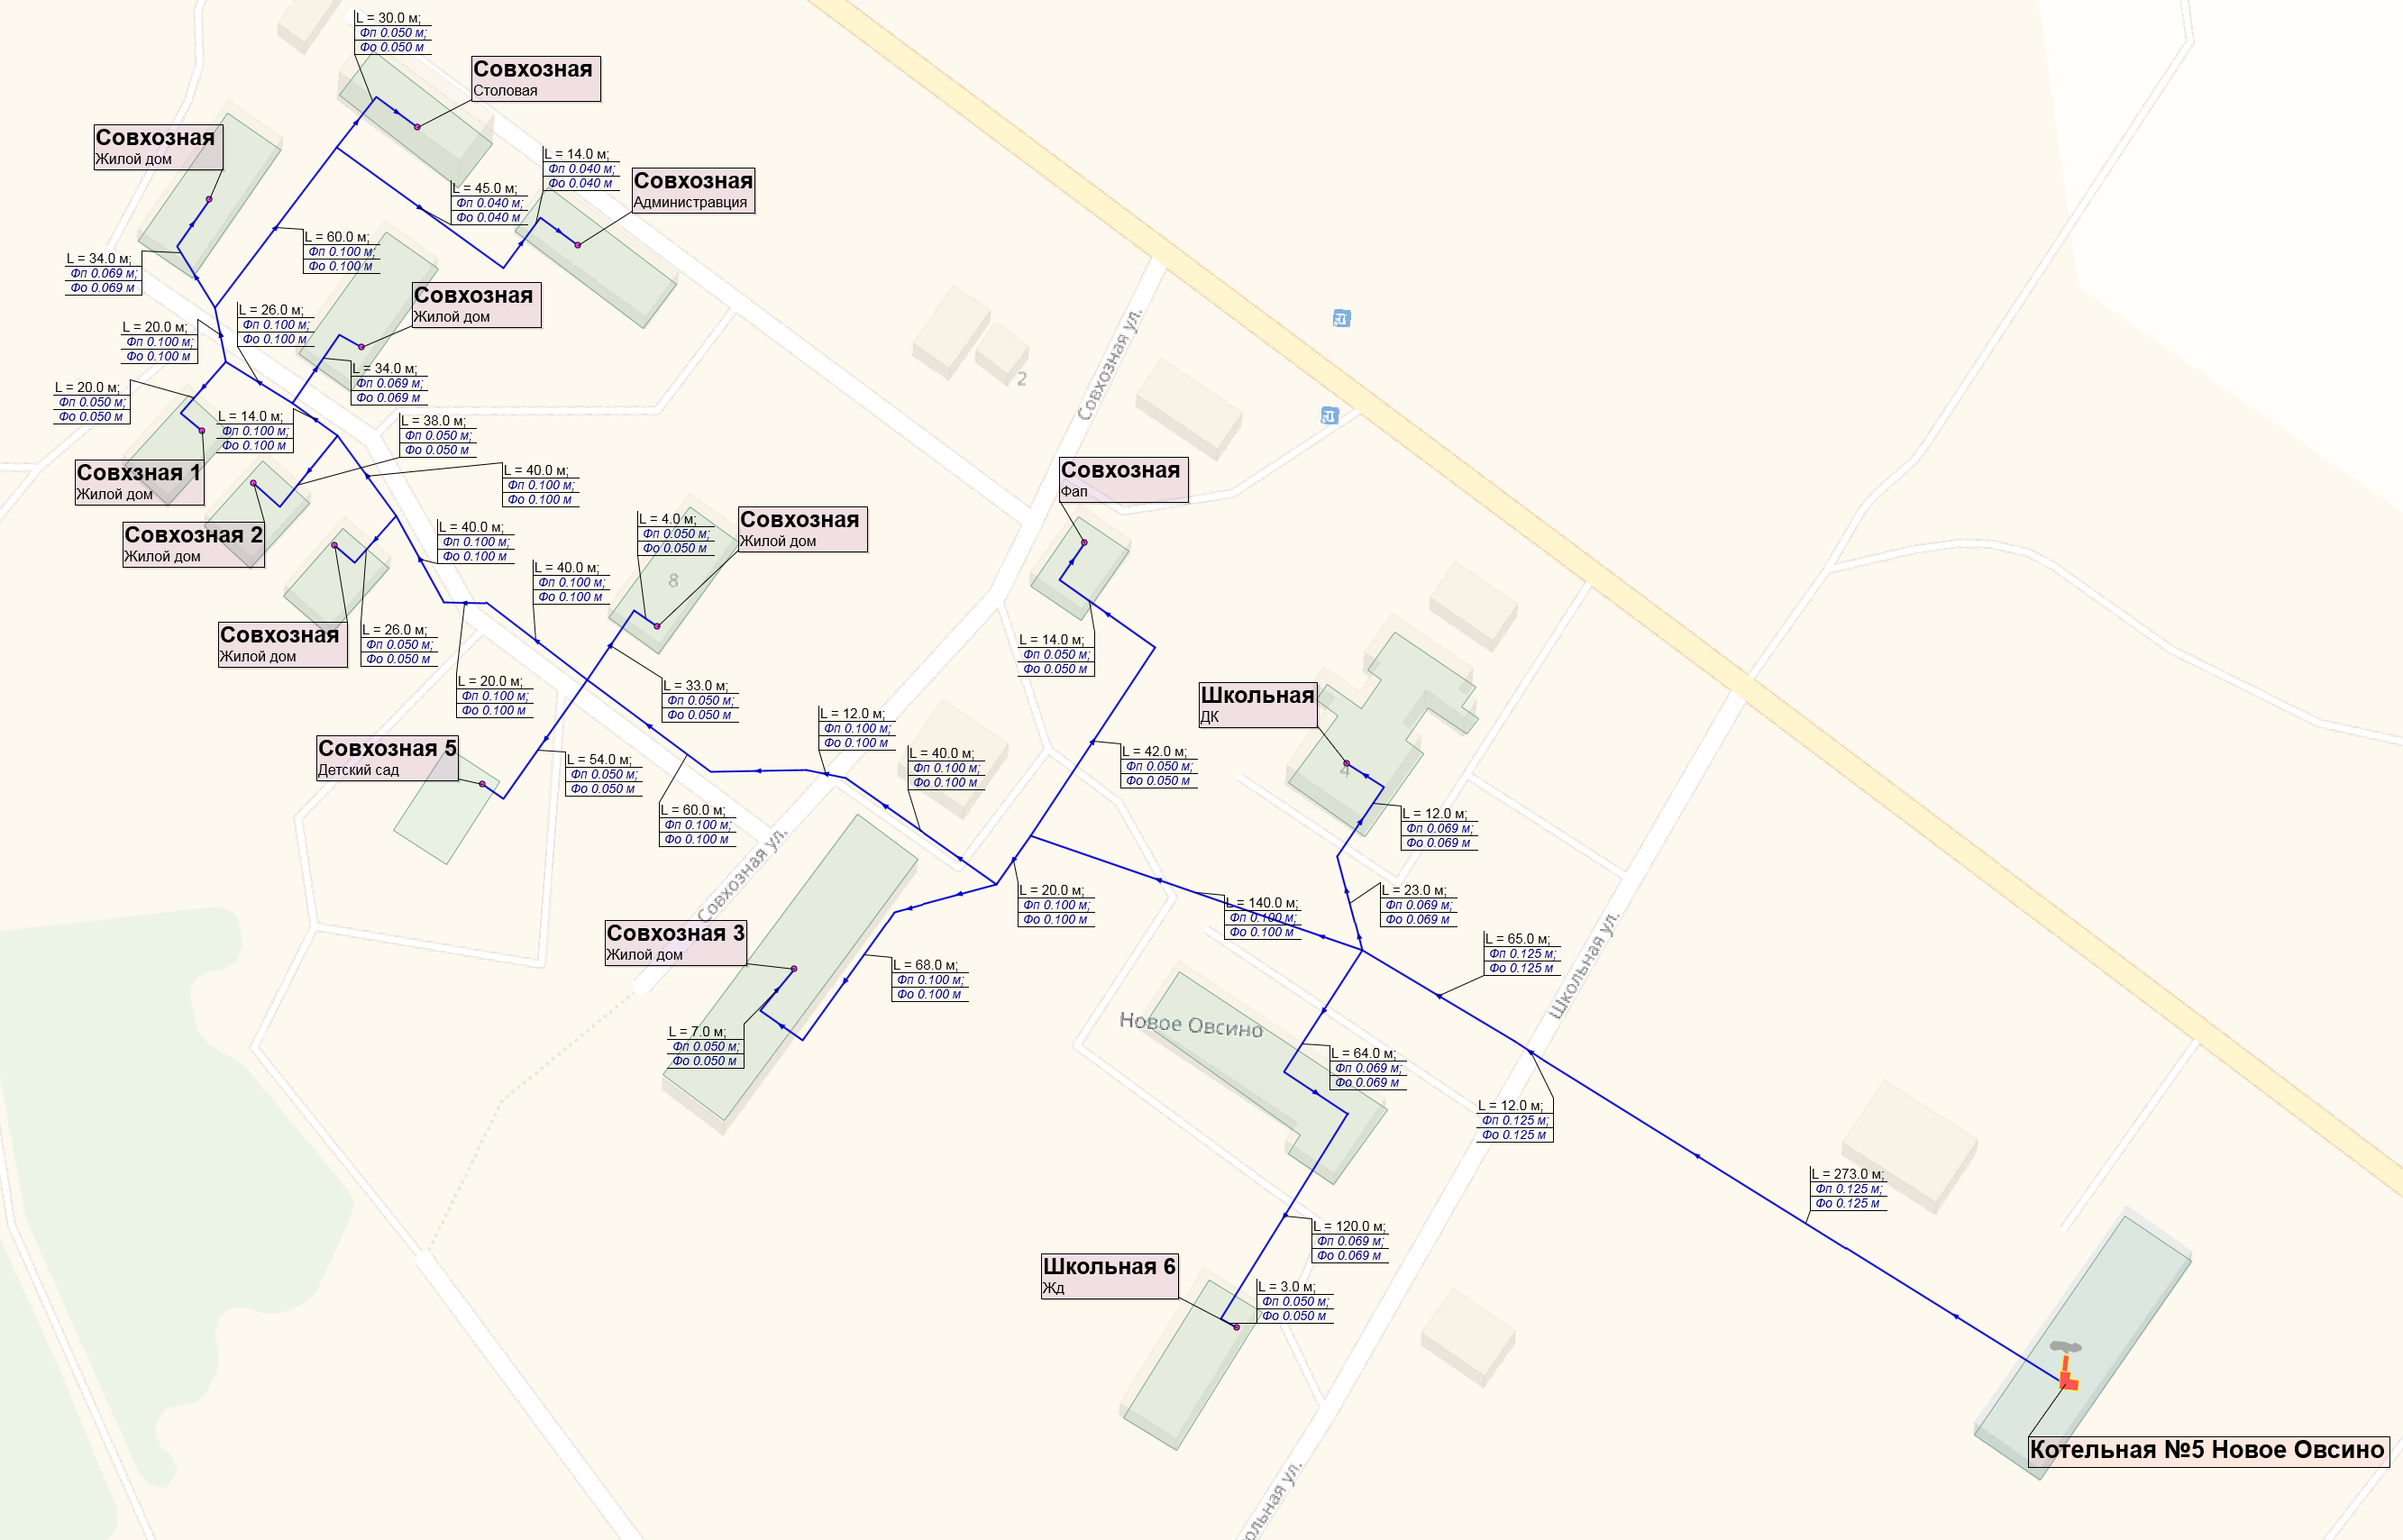 L = 30.0 м;
Фп 0.050 м;
Фо 0.050 м
Совхозная
Столовая
Совхозная
Жилой дом
L = 14.0 м;
Фп 0.040 м;
Фо 0.040 м
L = 45.0 м;
Фп 0.040 м;
Фо 0.040 м
Совхозная
Администравция
L = 60.0 м;
Фп 0.100 м;
Фо 0.100 м
L = 34.0 м;
Фп 0.069 м;
Фо 0.069 м
Совхозная
Жилой дом
L = 26.0 м;
Фп 0.100 м;
Фо 0.100 м
L = 20.0 м;
Фп 0.100 м;
Фо 0.100 м
L = 34.0 м;
Фп 0.069 м;
Фо 0.069 м
L = 20.0 м;
Фп 0.050 м;
Фо 0.050 м
L = 14.0 м;
Фп 0.100 м;
Фо 0.100 м
L = 38.0 м;
Фп 0.050 м;
Фо 0.050 м
Совхзная 1
Жилой дом
L = 40.0 м;
Фп 0.100 м;
Фо 0.100 м
Совхозная 2
Жилой дом
L = 40.0 м;
Фп 0.100 м;
Фо 0.100 м
L = 4.0 м;
Фп 0.050 м;
Фо 0.050 м
Совхозная
Жилой дом
8
L = 40.0 м;
Фп 0.100 м;
Фо 0.100 м
Совхозная
Жилой дом
L = 26.0 м;
Фп 0.050 м;
Фо 0.050 м
L = 20.0 м;
Фп 0.100 м;
Фо 0.100 м
L = 33.0 м;
Фп 0.050 м;
Фо 0.050 м
Совхозная 5
Детский сад
L = 54.0 м;
Фп 0.050 м;
Фо 0.050 м
L = 60.0 м;
Фп 0.100 м;
Фо 0.100 м
L = 12.0 м;
Фп 0.100 м;
Фо 0.100 м
L = 40.0 м;
Фп 0.100 м;
Фо 0.100 м
Совхозная ул.
2
Совхозная ул.
Совхозная
Фап
L = 14.0 м;
Фп 0.050 м;
Фо 0.050 м
L = 42.0 м;
Фп 0.050 м;
Фо 0.050 м
Школьная
ДК
4
L = 12.0 м;
Фп 0.069 м;
Фо 0.069 м
L = 20.0 м;
Фп 0.100 м;
Фо 0.100 м
L = 140.0 м;
Фп 0.100 м;
Фо 0.100 м
L = 23.0 м;
Фп 0.069 м;
Фо 0.069 м
L = 65.0 м;
Фп 0.125 м;
Фо 0.125 м
Школьная ул.
Совхозная 3
Жилой дом
L = 68.0 м;
Фп 0.100 м;
Фо 0.100 м
L = 7.0 м;
Фп 0.050 м;
Фо 0.050 м
Новое Овсино
L = 64.0 м;
Фп 0.069 м;
Фо 0.069 м
L = 12.0 м;
Фп 0.125 м;
Фо 0.125 м
L = 273.0 м;
Фп 0.125 м;
Фо 0.125 м
L = 120.0 м;
Фп 0.069 м;
Фо 0.069 м
Школьная 6
Жд
L = 3.0 м;
Фп 0.050 м;
Фо 0.050 м
Котельная №5 Новое Овсино
ольная ул.